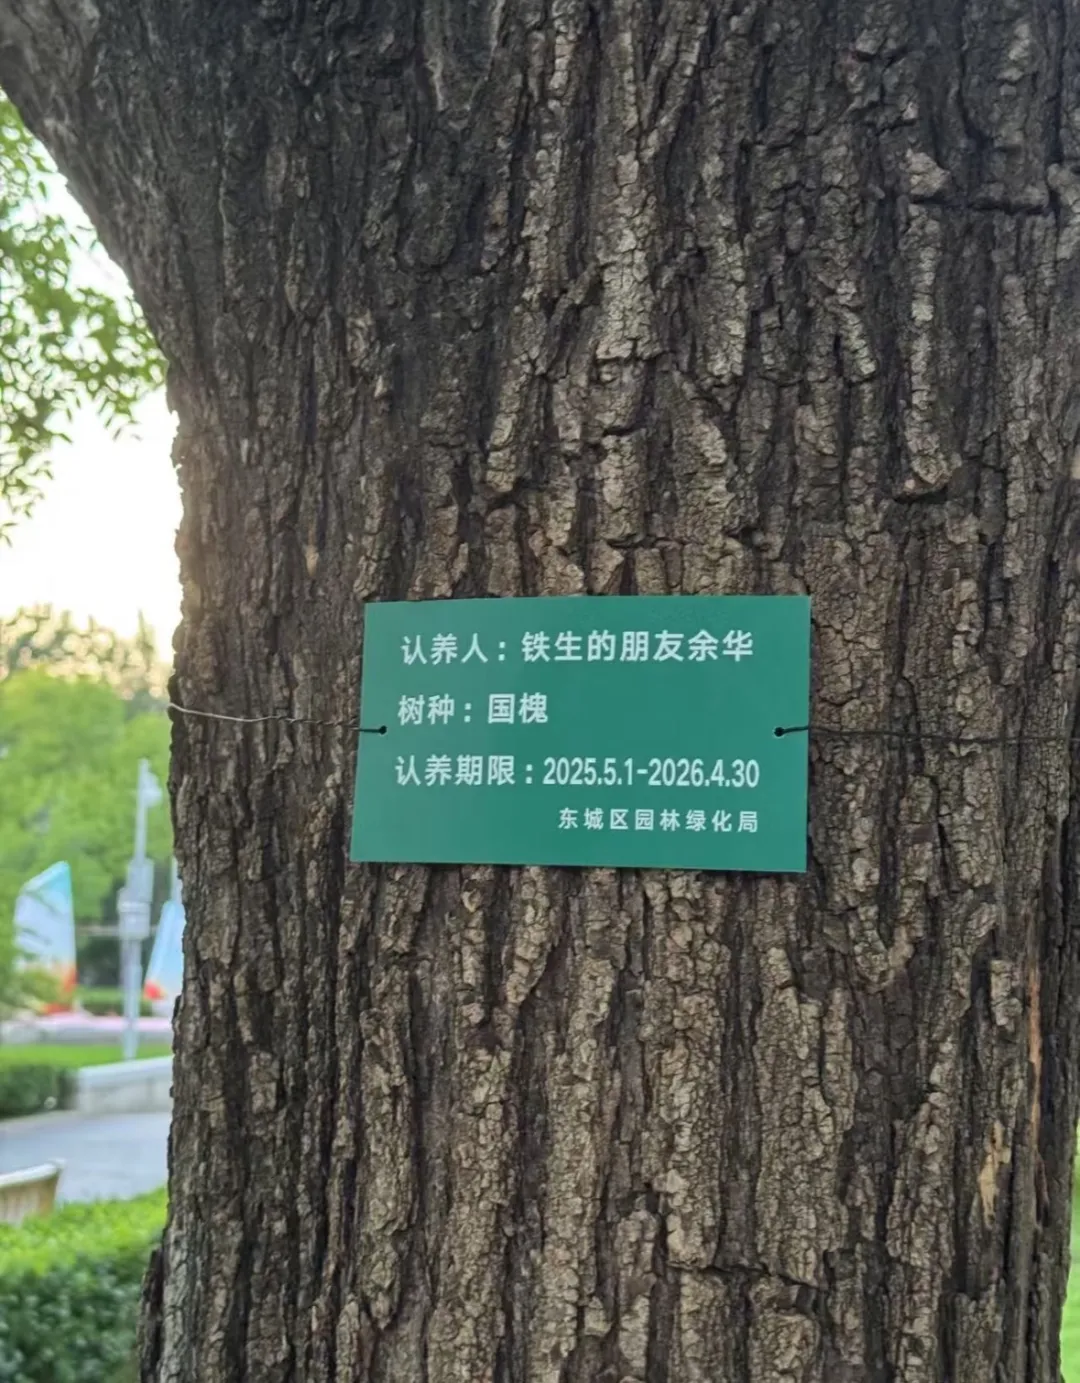 认养人：铁生的朋友余华
树种：国槐
认养期限：2025.5.1-2026.4.30
东城区园林绿化局